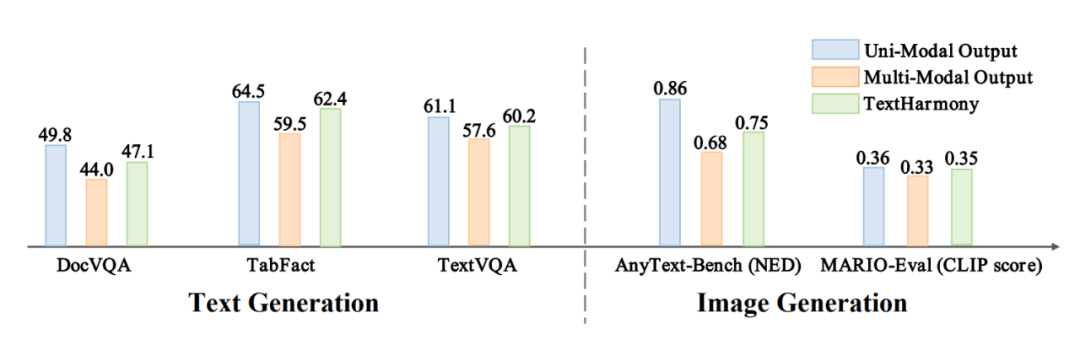 Uni-Modal Output
Multi-Modal Output
TextHarmony
49.8
44.0
47.1
64.5
59.5
62.4
61.1
57.6
60.2
0.86
0.68
0.75
0.36
0.33
0.35
DocVQA
TabFact
TextVQA
AnyText-Bench (NED)
MARIO-Eval (CLIP score)
Text Generation
Image Generation